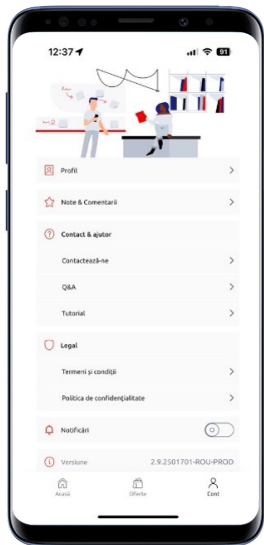 12:37
91
Profil
Note & Comentarii
Contact & ajutor
Contactează-ne
Q&A
Tutorial
Legal
Termeni și condiții
Politica de confidențialitate
Notificări
Versiune 2.9.2501701-ROU-PROD
Acasă Oferte Cont